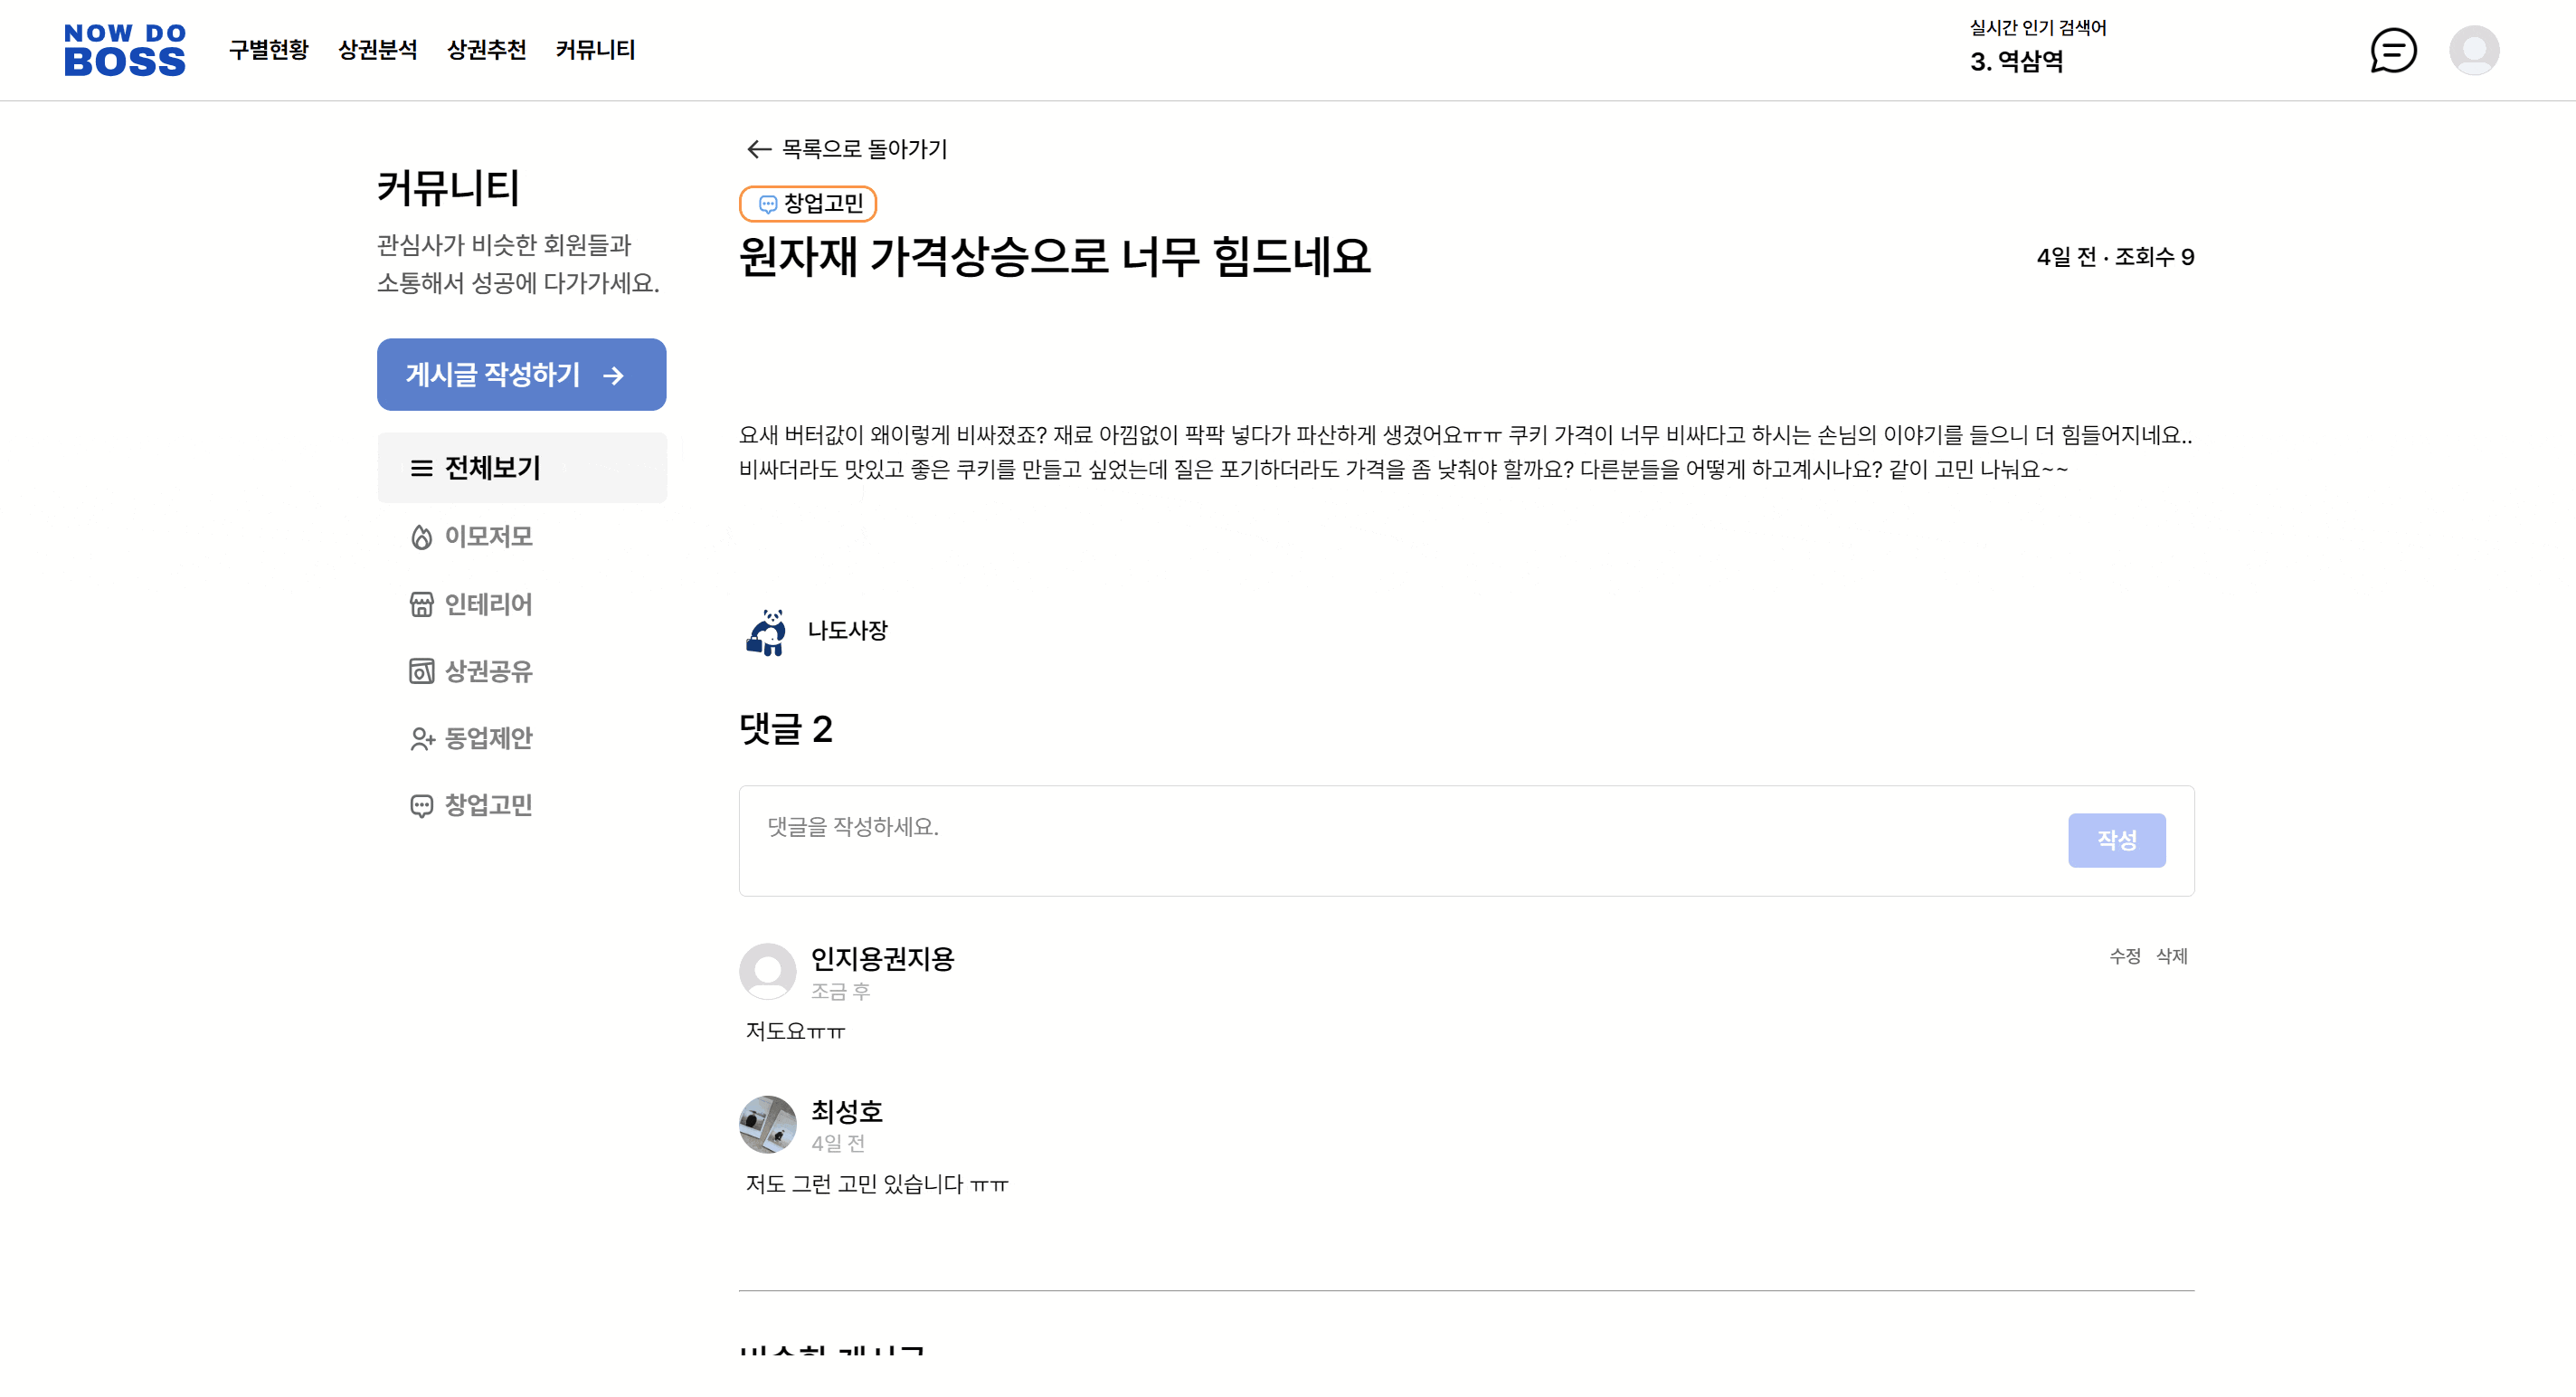 NOW DO
BOSS
구별현황 상권분석 상권추천 커뮤니티
실시간 인기 검색어
3. 역삼역
커뮤니티
관심사가 비슷한 회원들과
소통해서 성공에 다가가세요.
게시글 작성하기 →
전체보기
이모저모
인테리어
상권공유
동업제안
창업고민
← 목록으로 돌아가기
창업고민
원자재 가격상승으로 너무 힘드네요
4일 전 · 조회수 9
요새 버터값이 왜이렇게 비싸졌죠? 재료 아낌없이 팍팍 넣다가 파산하게 생겼어요ㅠㅠ 쿠키 가격이 너무 비싸다고 하시는 손님의 이야기를 들으니 더 힘들어지네요..
비싸더라도 맛있고 좋은 쿠키를 만들고 싶었는데 질은 포기하더라도 가격을 좀 낮춰야 할까요? 다른분들을 어떻게 하고계시나요? 같이 고민 나눠요~~
나도사장
댓글 2
댓글을 작성하세요.
작성
인지용권지용
수정 삭제
조금 후
저도요ㅠㅠ
최성호
4일 전
저도 그런 고민 있습니다 ㅠㅠ